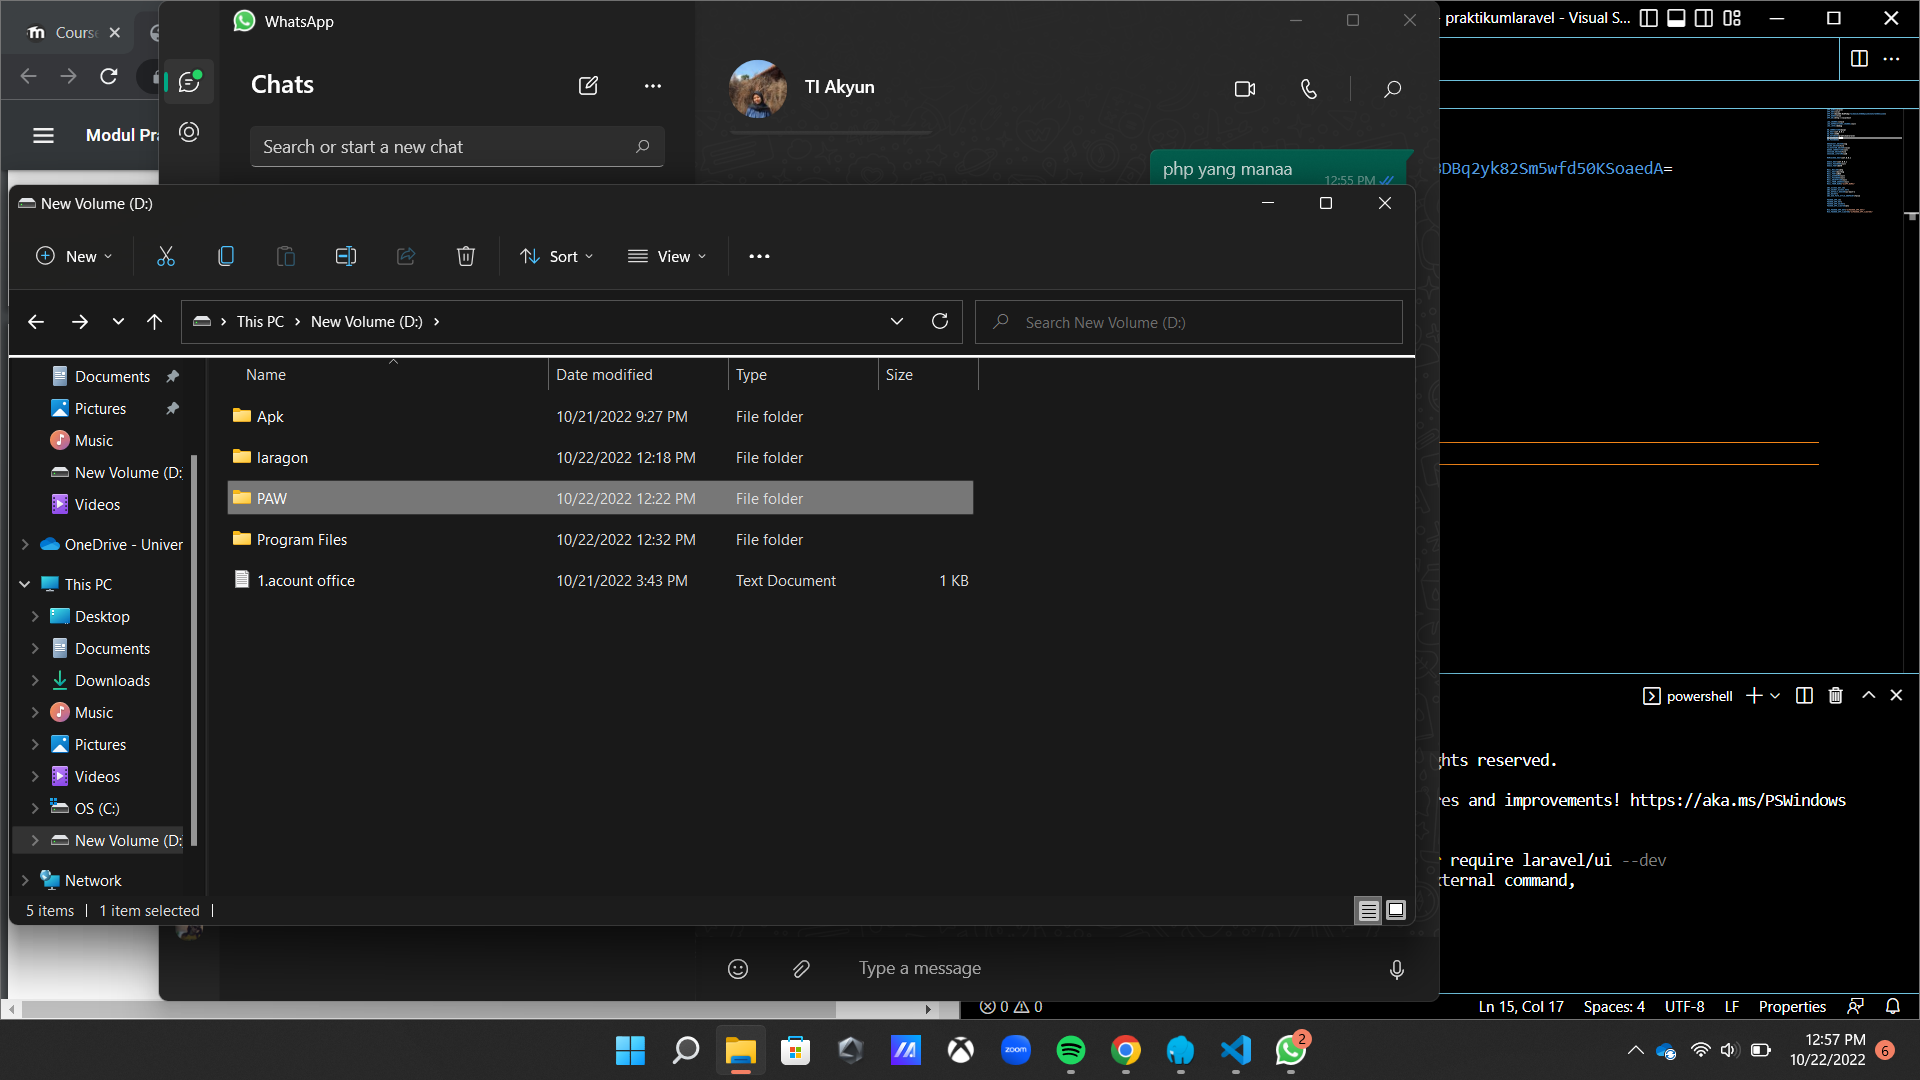 Cours
WhatsApp
praktikumlaravel - Visual S...
Chats
TI Akyun
Modul Pra
Search or start a new chat
php yang manaa
12:55 PM
DBq2yk82Sm5wfd50KSoaedA=
New Volume (D:)
New
Sort
View
This PC
New Volume (D:)
Search New Volume (D:)
Name
Date modified
Type
Size
Documents
Pictures
Music
New Volume (D:
Videos
OneDrive - Univer
This PC
Desktop
Documents
Downloads
Music
Pictures
Videos
OS (C:)
New Volume (D:
Network
Apk 10/21/2022 9:27 PM File folder
laragon 10/22/2022 12:18 PM File folder
PAW 10/22/2022 12:22 PM File folder
Program Files 10/22/2022 12:32 PM File folder
1.acount office 10/21/2022 3:43 PM Text Document 1 KB
5 items
1 item selected
powershell
ghts reserved.
res and improvements! https://aka.ms/PSWindows
require laravel/ui --dev
ternal command,
Type a message
0 0
Ln 15, Col 17 Spaces: 4 UTF-8 LF Properties
zoom
2
12:57 PM
10/22/2022
6